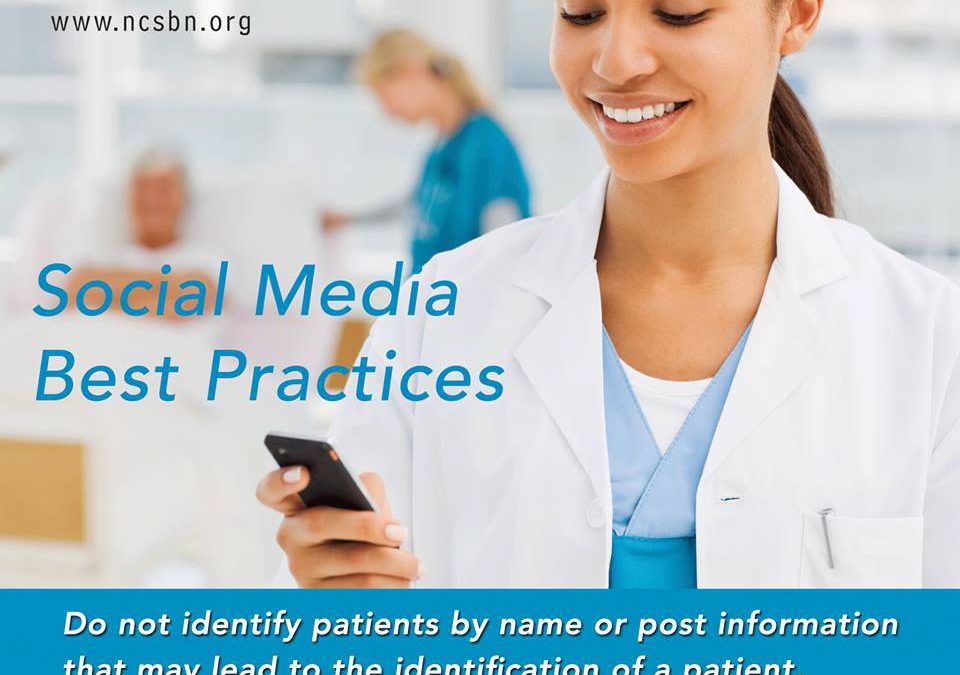 www.ncsbn.org
Social Media
Best Practices
Do not identify patients by name or post information
that may lead to the identification of a patient